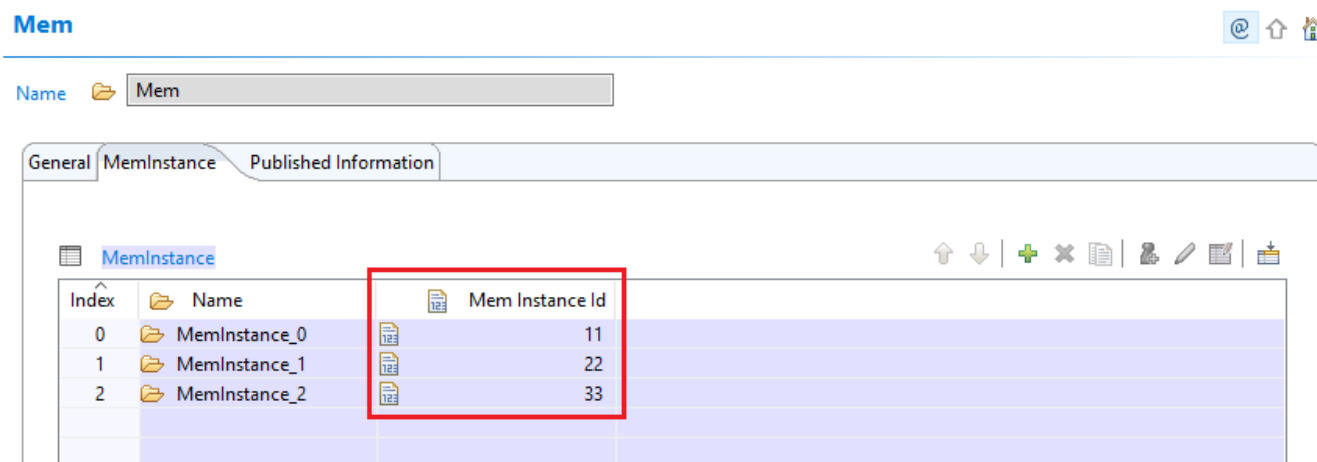 Mem
Name Mem
General MemInstance Published Information
MemInstance
Index Name Mem Instance Id
0 MemInstance_0 11
1 MemInstance_1 22
2 MemInstance_2 33